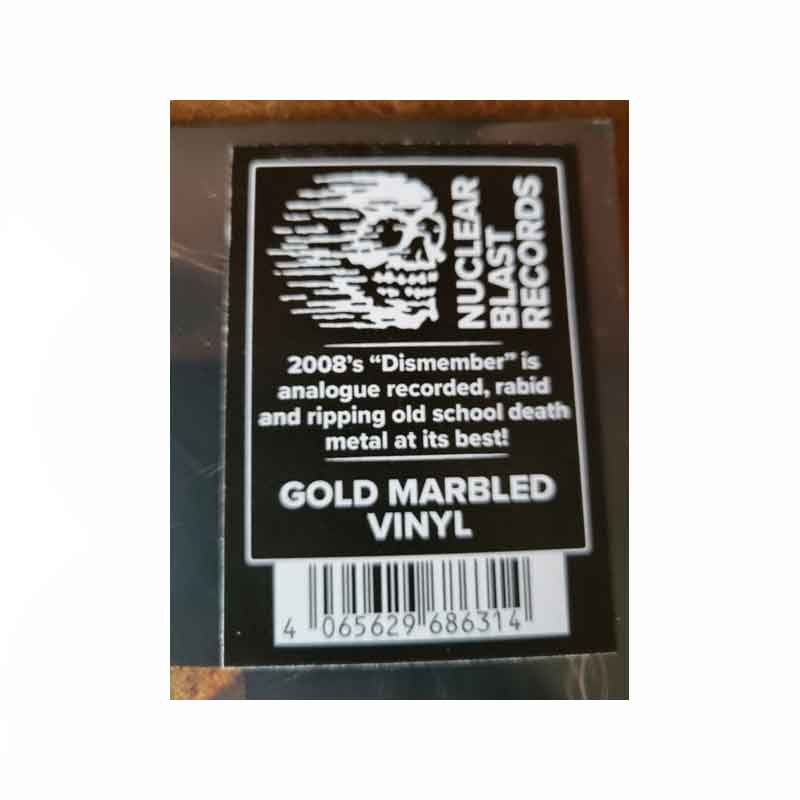 NUCLEAR
BLAST
RECORDS
2008's “Dismember” is
analogue recorded, rabid
and ripping old school death
metal at its best!
GOLD MARBLED
VINYL
4 065629 686314